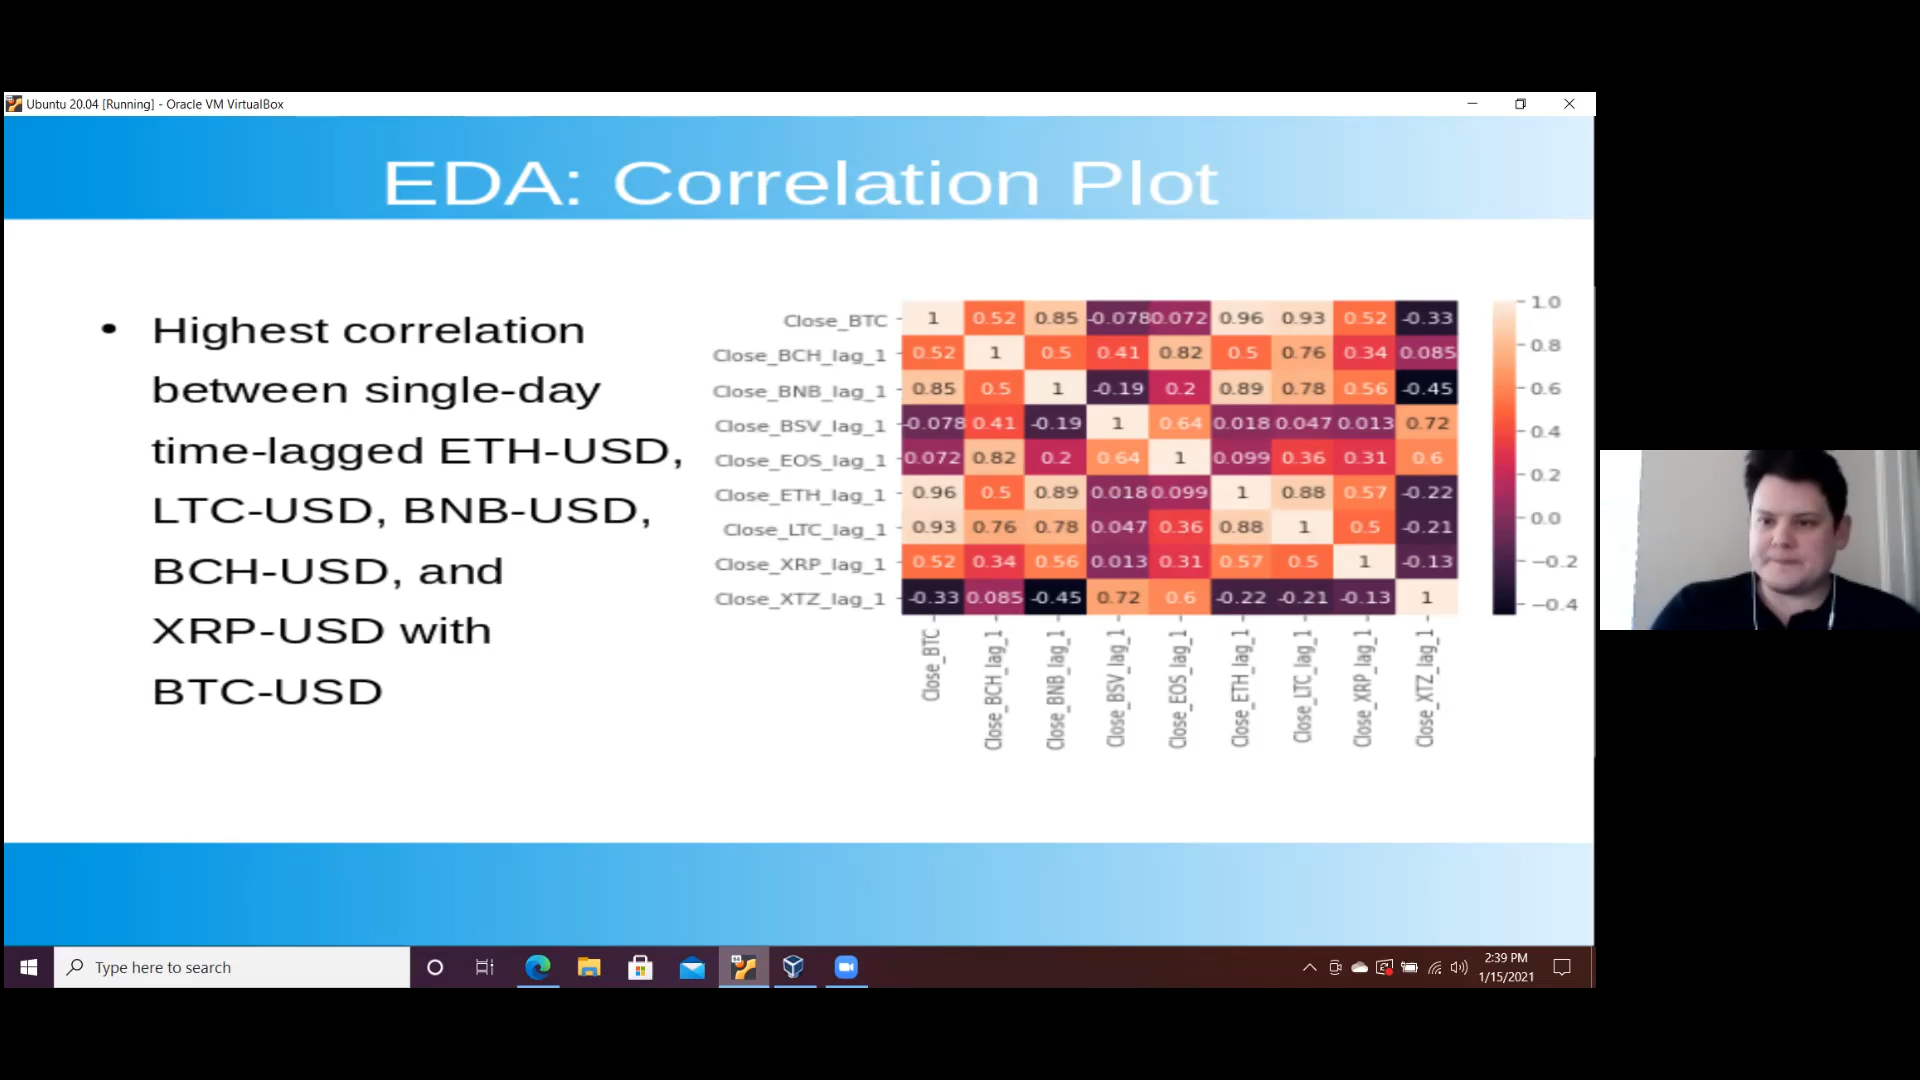 Ubuntu 20.04 [Running] - Oracle VM VirtualBox
EDA: Correlation Plot
• Highest correlation
between single-day
time-lagged ETH-USD,
LTC-USD, BNB-USD,
BCH-USD, and
XRP-USD with
BTC-USD
Close_BTC 1 0.52 0.85 -0.078 0.072 0.96 0.93 0.52 -0.33
Close_BCH_lag_1 0.52 1 0.5 0.41 0.82 0.5 0.76 0.34 0.085
Close_BNB_lag_1 0.85 0.5 1 -0.19 0.2 0.89 0.78 0.56 -0.45
Close_BSV_lag_1 -0.078 0.41 -0.19 1 0.64 0.018 0.047 0.013 0.72
Close_EOS_lag_1 0.072 0.82 0.2 0.64 1 0.099 0.36 0.31 0.6
Close_ETH_lag_1 0.96 0.5 0.89 0.018 0.099 1 0.88 0.57 -0.22
Close_LTC_lag_1 0.93 0.76 0.78 0.047 0.36 0.88 1 0.5 -0.21
Close_XRP_lag_1 0.52 0.34 0.56 0.013 0.31 0.57 0.5 1 -0.13
Close_XTZ_lag_1 -0.33 0.085 -0.45 0.72 0.6 -0.22 -0.21 -0.13 1
Close_BTC
Close_BCH_lag_1
Close_BNB_lag_1
Close_BSV_lag_1
Close_EOS_lag_1
Close_ETH_lag_1
Close_LTC_lag_1
Close_XRP_lag_1
Close_XTZ_lag_1
1.0
0.8
0.6
0.4
0.2
0.0
−0.2
−0.4
Type here to search
2:39 PM
1/15/2021